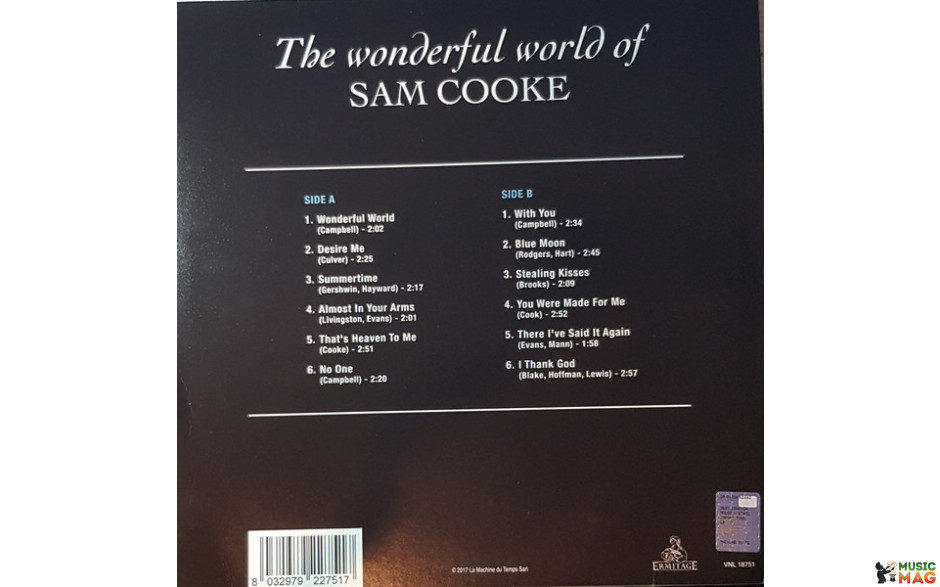 The wonderful world of
SAM COOKE
SIDE A
1. Wonderful World
(Campbell) - 2:02
2. Desire Me
(Culver) - 2:25
3. Summertime
(Gershwin, Hayward) - 2:17
4. Almost In Your Arms
(Livingston, Evans) - 2:01
5. That's Heaven To Me
(Cooke) - 2:51
6. No One
(Campbell) - 2:20
SIDE B
1. With You
(Campbell) - 2:34
2. Blue Moon
(Rodgers, Hart) - 2:45
3. Stealing Kisses
(Brooks) - 2:09
4. You Were Made For Me
(Cook) - 2:52
5. There I've Said It Again
(Evans, Mann) - 1:58
6. I Thank God
(Blake, Hoffman, Lewis) - 2:57
8 032979 227517
© 2017 La Machine du Temps Sarl
ERMITAGE
VNL 18751
MUSIC
MAG